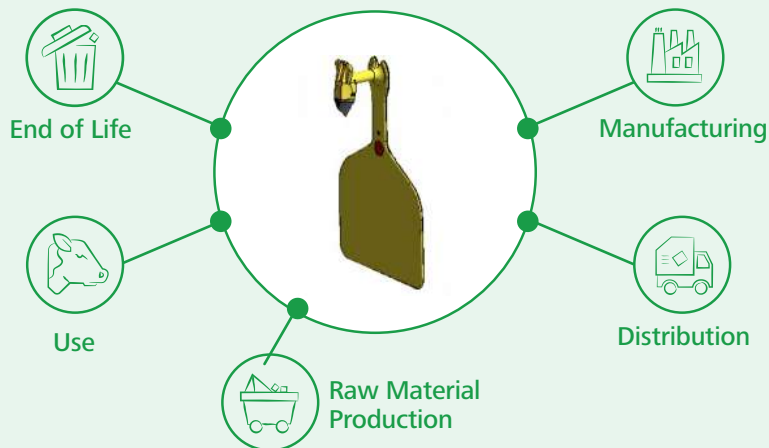 End of Life
Manufacturing
Use
Distribution
Raw Material
Production